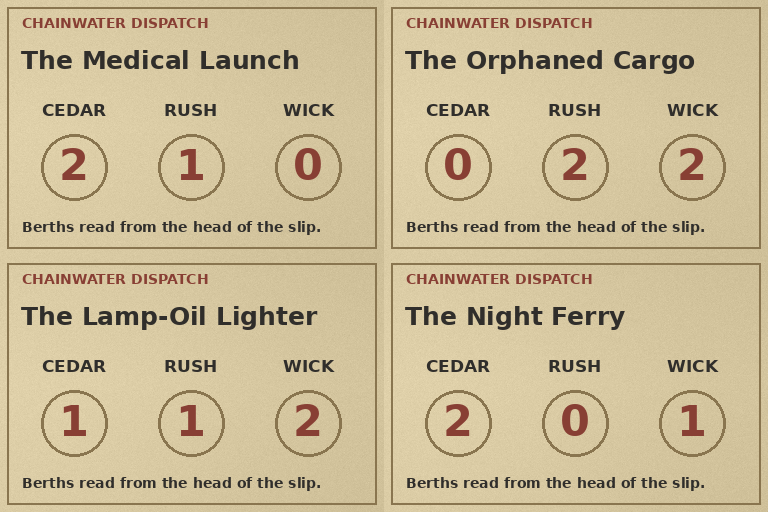 CHAINWATER DISPATCH
The Medical Launch
CEDAR RUSH WICK
2 1 0
Berths read from the head of the slip.
CHAINWATER DISPATCH
The Orphaned Cargo
CEDAR RUSH WICK
0 2 2
Berths read from the head of the slip.
CHAINWATER DISPATCH
The Lamp-Oil Lighter
CEDAR RUSH WICK
1 1 2
Berths read from the head of the slip.
CHAINWATER DISPATCH
The Night Ferry
CEDAR RUSH WICK
2 0 1
Berths read from the head of the slip.